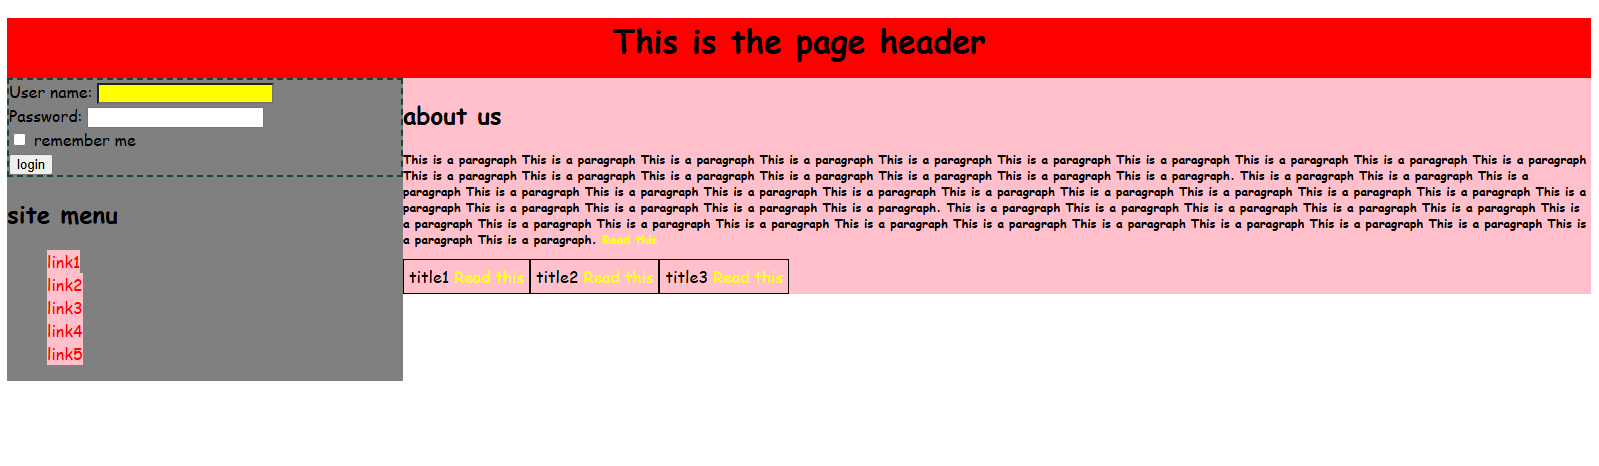 This is the page header
User name:
Password:
remember me
login
site menu
link1
link2
link3
link4
link5
about us
This is a paragraph This is a paragraph This is a paragraph This is a paragraph This is a paragraph This is a paragraph This is a paragraph This is a paragraph This is a paragraph This is a paragraph
This is a paragraph This is a paragraph This is a paragraph This is a paragraph This is a paragraph This is a paragraph This is a paragraph. This is a paragraph This is a paragraph This is a
paragraph This is a paragraph This is a paragraph This is a paragraph This is a paragraph This is a paragraph This is a paragraph This is a paragraph This is a paragraph This is a paragraph This is a
paragraph This is a paragraph This is a paragraph This is a paragraph This is a paragraph. This is a paragraph This is a paragraph This is a paragraph This is a paragraph This is a paragraph This is
a paragraph This is a paragraph This is a paragraph This is a paragraph This is a paragraph This is a paragraph This is a paragraph This is a paragraph This is a paragraph This is a paragraph This is
a paragraph This is a paragraph. Read this
title1 Read this title2 Read this title3 Read this